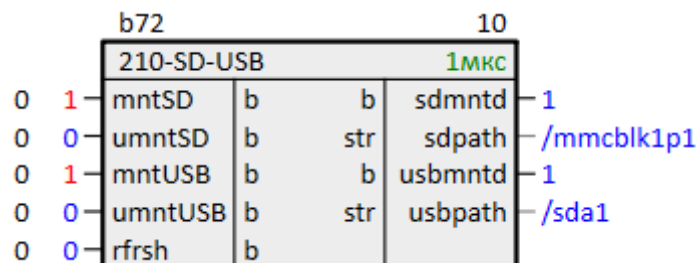 b72 10
210-SD-USB 1мкс
0 1 mntSD b b sdmntd 1
0 0 umntSD b str sdpath /mmcblk1p1
0 1 mntUSB b b usbmntd 1
0 0 umntUSB b str usbpath /sda1
0 0 rfrsh b